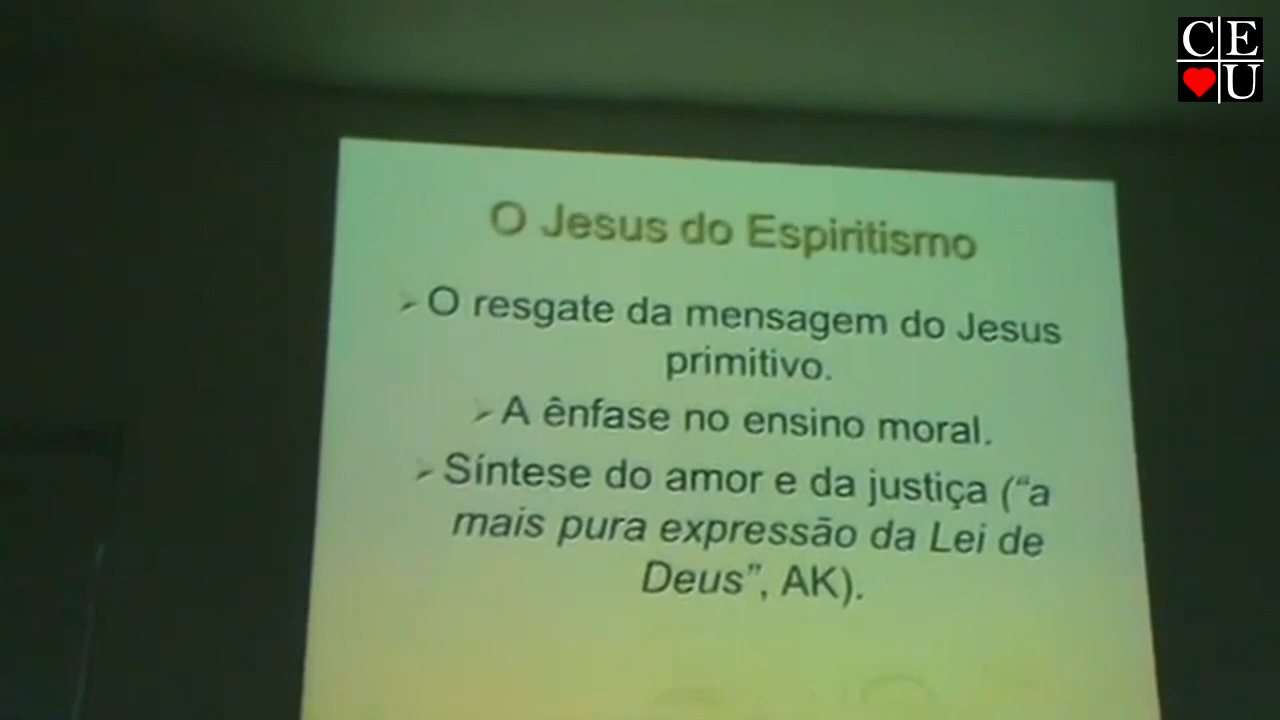 CE
U
O Jesus do Espiritismo
➢O resgate da mensagem do Jesus
primitivo.
➢A ênfase no ensino moral.
➢Síntese do amor e da justiça (“a
mais pura expressão da Lei de
Deus”, AK).